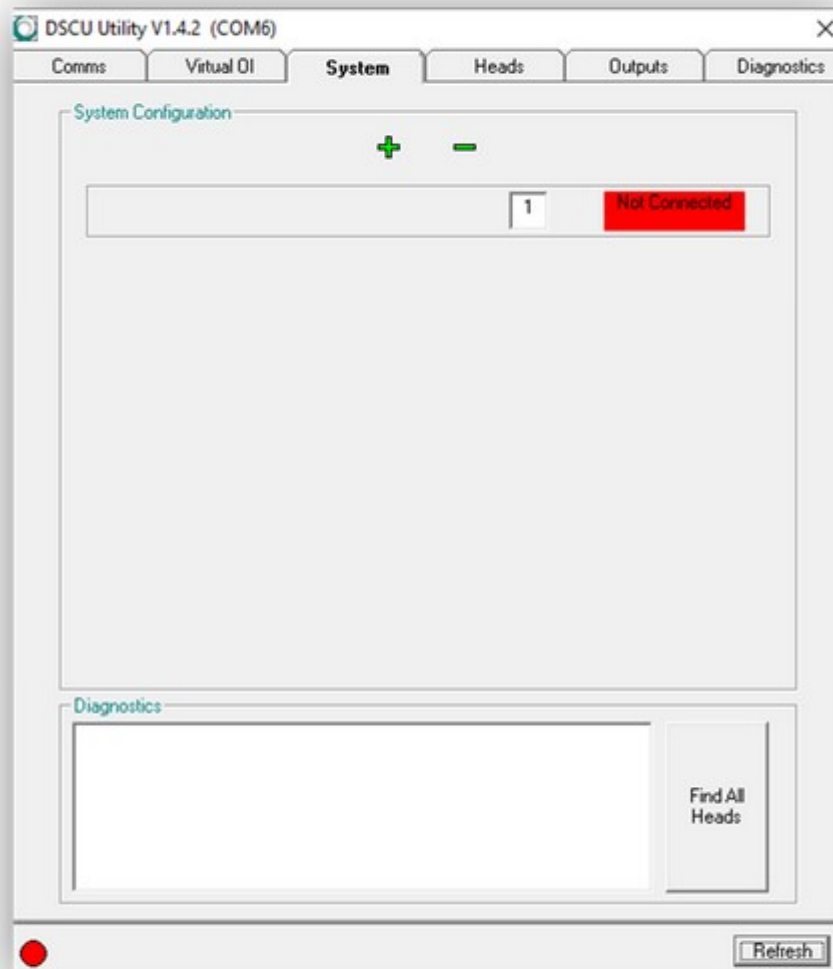 DSCU Utility V1.4.2 (COM6)
Comms Virtual OI System Heads Outputs Diagnostics
System Configuration
1 Not Connected
Diagnostics
Find All
Heads
Refresh